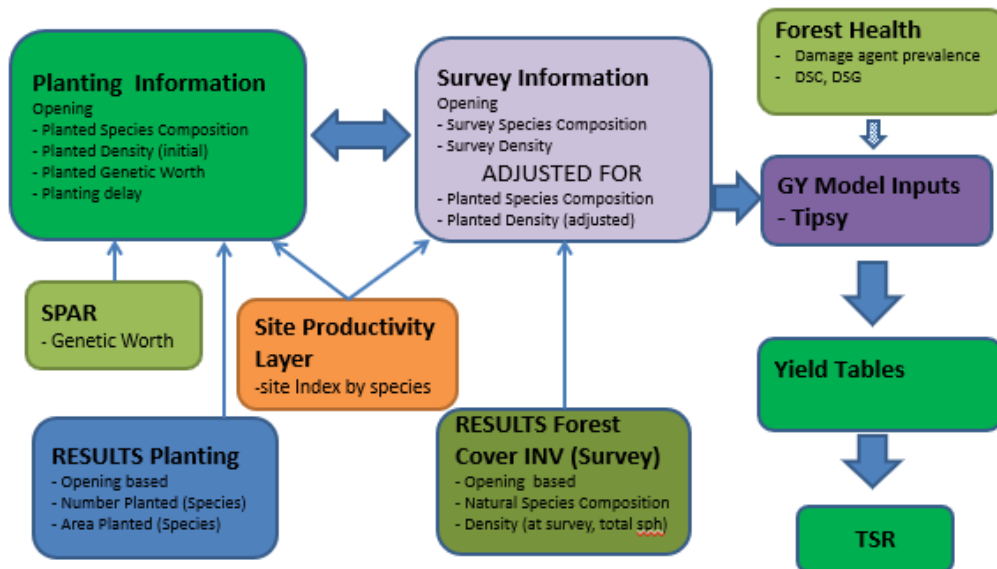 Planting Information
Opening
- Planted Species Composition
- Planted Density (initial)
- Planted Genetic Worth
- Planting delay
Survey Information
Opening
- Survey Species Composition
- Survey Density
ADJUSTED FOR
- Planted Species Composition
- Planted Density (adjusted)
Forest Health
- Damage agent prevalence
- DSC, DSG
GY Model Inputs
- Tipsy
SPAR
- Genetic Worth
Site Productivity
Layer
-site Index by species
Yield Tables
RESULTS Planting
- Opening based
- Number Planted (Species)
- Area Planted (Species)
RESULTS Forest
Cover INV (Survey)
- Opening based
- Natural Species Composition
- Density (at survey, total sph)
TSR